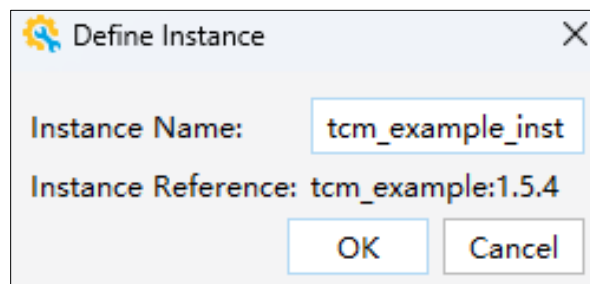 Define Instance
Instance Name: tcm_example_inst
Instance Reference: tcm_example:1.5.4
OK Cancel